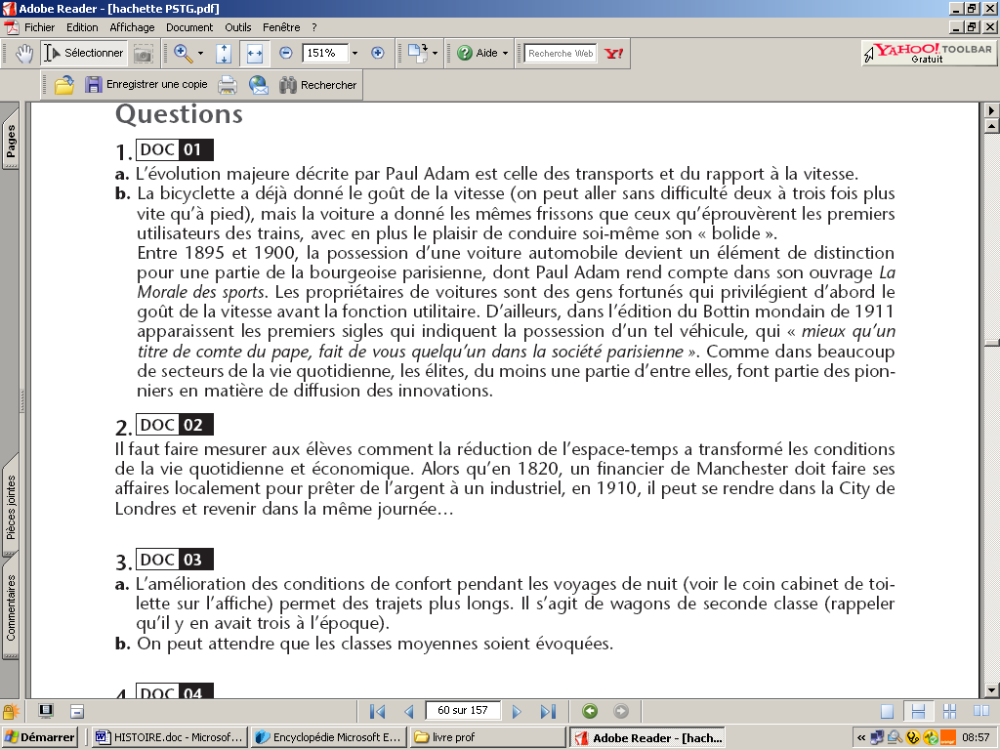 Adobe Reader - [hachette PSTG.pdf]
Fichier Edition Affichage Document Outils Fenêtre ?
Sélectionner 151% Aide Recherche Web Y! YAHOO! TOOLBAR
Gratuit
Enregistrer une copie Rechercher
Pages
Pièces jointes
Commentaires
Questions
1. DOC 01
a. L’évolution majeure décrite par Paul Adam est celle des transports et du rapport à la vitesse.
b. La bicyclette a déjà donné le goût de la vitesse (on peut aller sans difficulté deux à trois fois plus
vite qu’à pied), mais la voiture a donné les mêmes frissons que ceux qu’éprouvèrent les premiers
utilisateurs des trains, avec en plus le plaisir de conduire soi-même son « bolide ».
Entre 1895 et 1900, la possession d’une voiture automobile devient un élément de distinction
pour une partie de la bourgeoise parisienne, dont Paul Adam rend compte dans son ouvrage La
Morale des sports. Les propriétaires de voitures sont des gens fortunés qui privilégient d’abord le
goût de la vitesse avant la fonction utilitaire. D’ailleurs, dans l’édition du Bottin mondain de 1911
apparaissent les premiers sigles qui indiquent la possession d’un tel véhicule, qui « mieux qu’un
titre de comte du pape, fait de vous quelqu’un dans la société parisienne ». Comme dans beaucoup
de secteurs de la vie quotidienne, les élites, du moins une partie d’entre elles, font partie des pion-
niers en matière de diffusion des innovations.
2. DOC 02
Il faut faire mesurer aux élèves comment la réduction de l’espace-temps a transformé les conditions
de la vie quotidienne et économique. Alors qu’en 1820, un financier de Manchester doit faire ses
affaires localement pour prêter de l’argent à un industriel, en 1910, il peut se rendre dans la City de
Londres et revenir dans la même journée…
3. DOC 03
a. L’amélioration des conditions de confort pendant les voyages de nuit (voir le coin cabinet de toi-
lette sur l’affiche) permet des trajets plus longs. Il s’agit de wagons de seconde classe (rappeler
qu’il y en avait trois à l’époque).
b. On peut attendre que les classes moyennes soient évoquées.
4. DOC 04
60 sur 157
Démarrer HISTOIRE.doc - Microsof... Encyclopédie Microsoft E... livre prof Adobe Reader - [hach... « 08:57